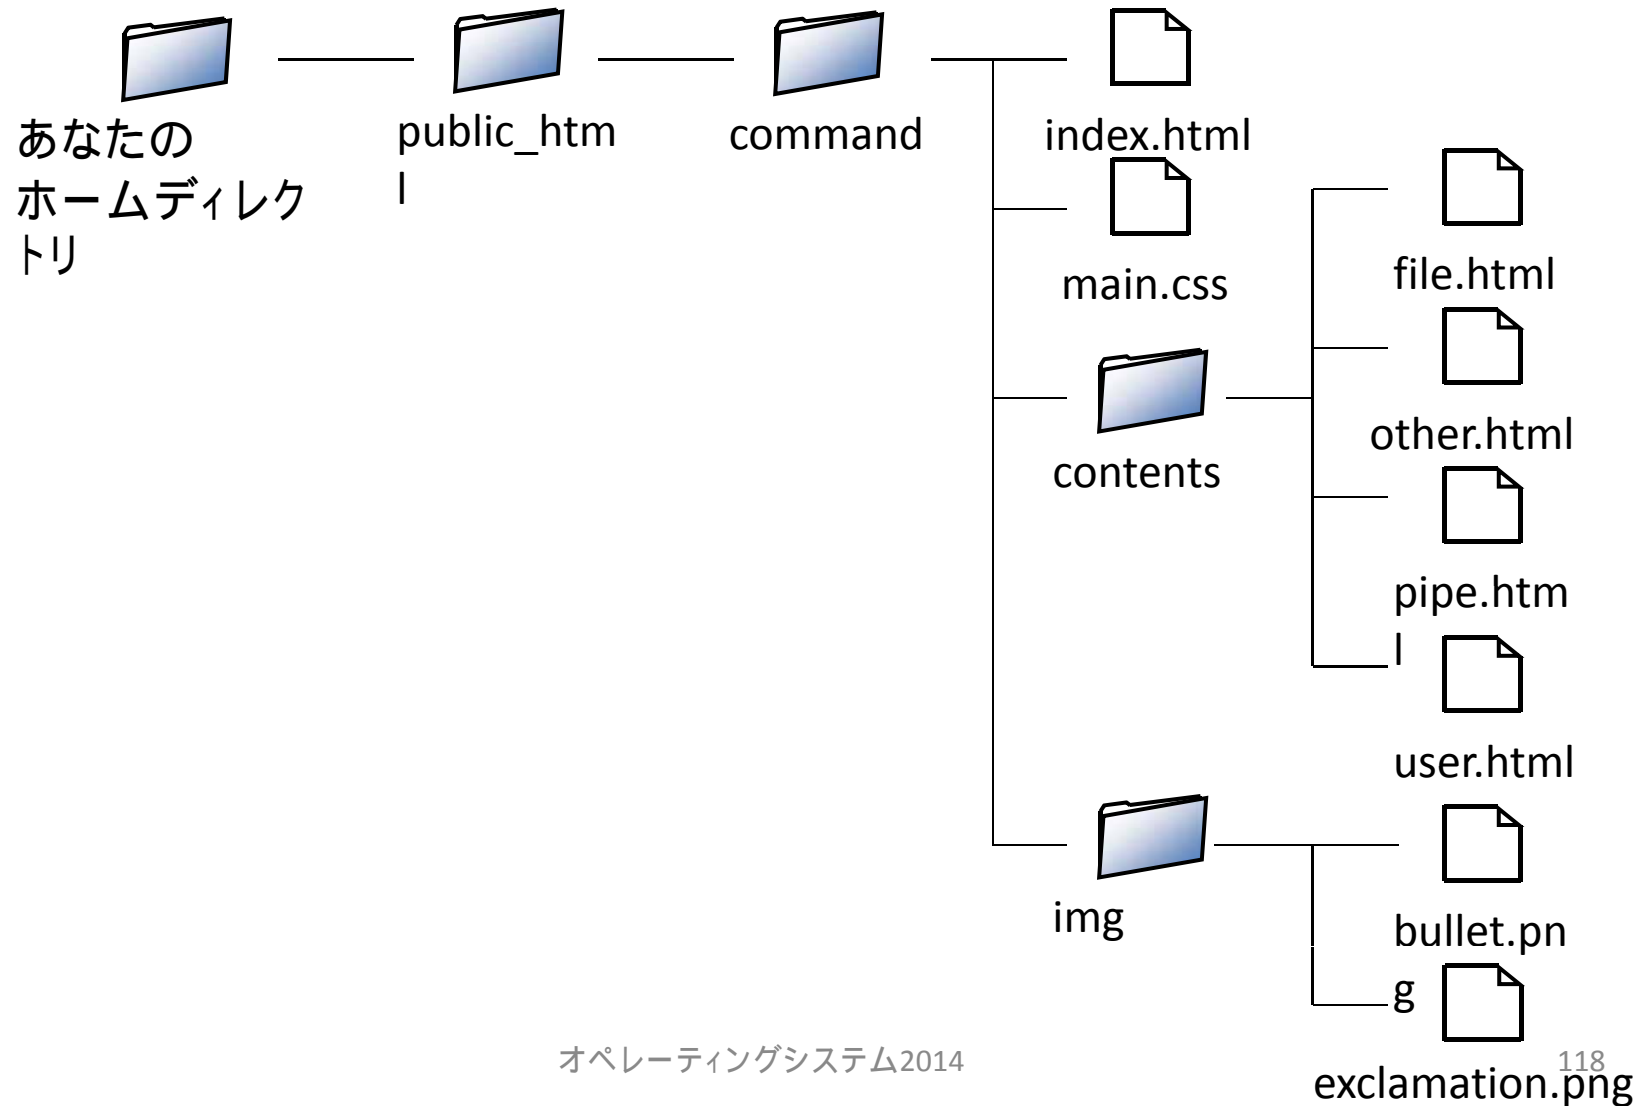 あなたの
ホームディレク
トリ
public_htm
l
command
index.html
main.css
contents
file.html
other.html
pipe.htm
l
user.html
img
bullet.pn
g
exclamation.png
オペレーティングシステム2014
118